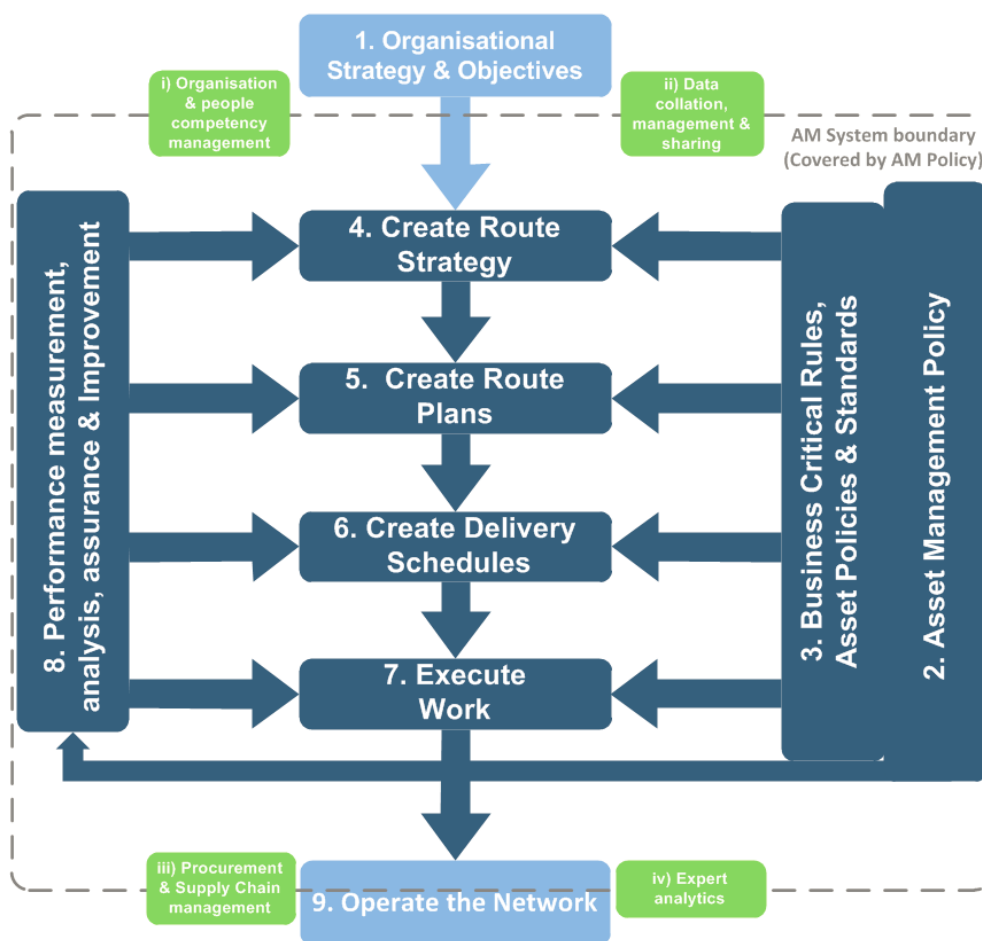 1. Organisational
Strategy & Objectives
i) Organisation
& people
competency
management
ii) Data
collation,
management &
sharing
AM System boundary
(Covered by AM Policy)
4. Create Route
Strategy
5. Create Route
Plans
6. Create Delivery
Schedules
7. Execute
Work
8. Performance measurement,
analysis, assurance & Improvement
3. Business Critical Rules,
Asset Policies & Standards
2. Asset Management Policy
iii) Procurement
& Supply Chain
management
9. Operate the Network
iv) Expert
analytics